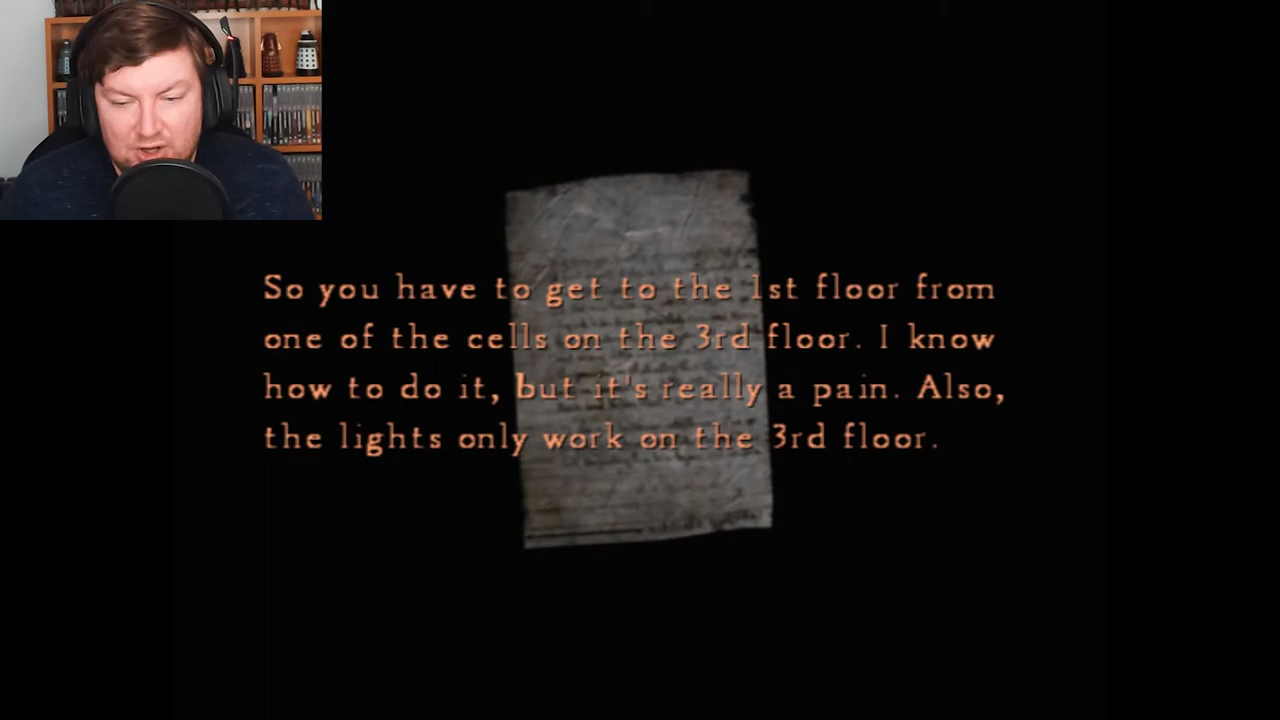 So you have to get to the 1st floor from
one of the cells on the 3rd floor. I know
how to do it, but it's really a pain. Also,
the lights only work on the 3rd floor.